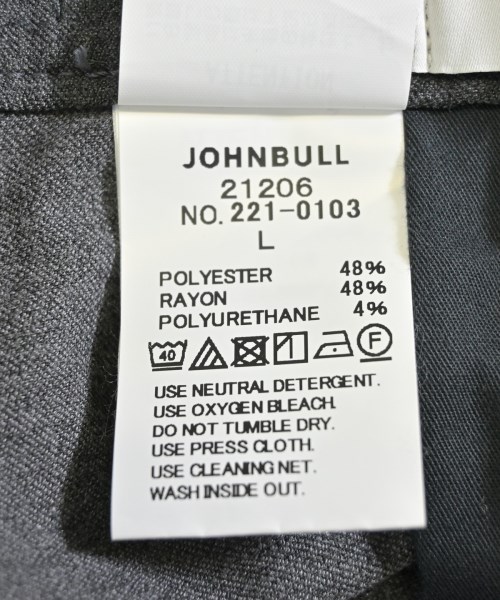 JOHNBULL
21206
NO. 221-0103
L
POLYESTER 48%
RAYON 48%
POLYURETHANE 4%
40 F
USE NEUTRAL DETERGENT.
USE OXYGEN BLEACH.
DO NOT TUMBLE DRY.
USE PRESS CLOTH.
USE CLEANING NET.
WASH INSIDE OUT.